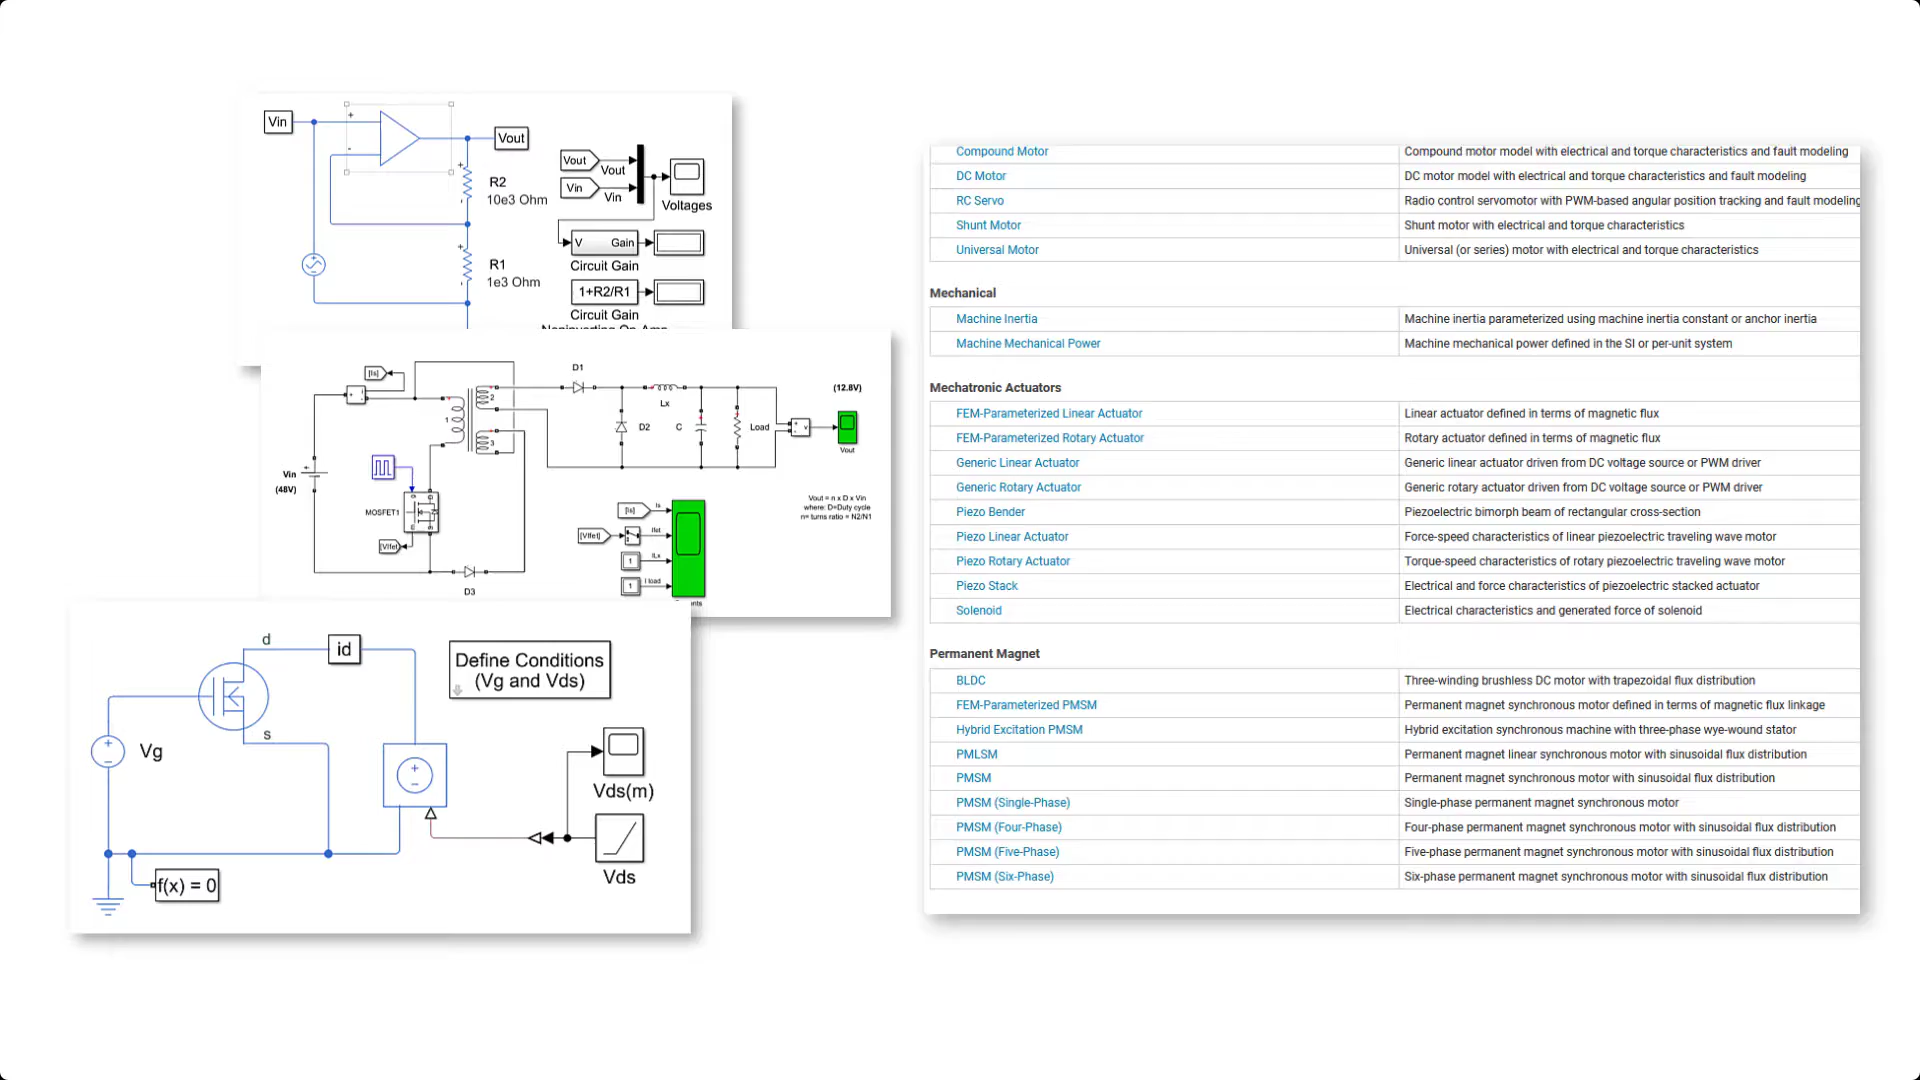 Vin
+
-
Vout
+
R2
10e3 Ohm
-
+
R1
1e3 Ohm
-
Vout
Vout
Vin
Vin
Voltages
V Gain
Circuit Gain
1+R2/R1
Circuit Gain
Noninverting Op-Amp
[Is]
D1
(12.8V)
1
2
3
Lx
D2
C
Load
Vout
Vin
(48V)
MOSFET1
D3
[Is]
Is
Ifet
ILx
1
I load
1
Vout = n x D x Vin
where: D=Duty cycle
n= turns ratio = N2/N1
d
id
s
Vg
Define Conditions
(Vg and Vds)
Vds(m)
Vds
f(x) = 0
Compound Motor Compound motor model with electrical and torque characteristics and fault modeling
DC Motor DC motor model with electrical and torque characteristics and fault modeling
RC Servo Radio control servomotor with PWM-based angular position tracking and fault modeling
Shunt Motor Shunt motor with electrical and torque characteristics
Universal Motor Universal (or series) motor with electrical and torque characteristics
Mechanical
Machine Inertia Machine inertia parameterized using machine inertia constant or anchor inertia
Machine Mechanical Power Machine mechanical power defined in the SI or per-unit system
Mechatronic Actuators
FEM-Parameterized Linear Actuator Linear actuator defined in terms of magnetic flux
FEM-Parameterized Rotary Actuator Rotary actuator defined in terms of magnetic flux
Generic Linear Actuator Generic linear actuator driven from DC voltage source or PWM driver
Generic Rotary Actuator Generic rotary actuator driven from DC voltage source or PWM driver
Piezo Bender Piezoelectric bimorph beam of rectangular cross-section
Piezo Linear Actuator Force-speed characteristics of linear piezoelectric traveling wave motor
Piezo Rotary Actuator Torque-speed characteristics of rotary piezoelectric traveling wave motor
Piezo Stack Electrical and force characteristics of piezoelectric stacked actuator
Solenoid Electrical characteristics and generated force of solenoid
Permanent Magnet
BLDC Three-winding brushless DC motor with trapezoidal flux distribution
FEM-Parameterized PMSM Permanent magnet synchronous motor defined in terms of magnetic flux linkage
Hybrid Excitation PMSM Hybrid excitation synchronous machine with three-phase wye-wound stator
PMLSM Permanent magnet linear synchronous motor with sinusoidal flux distribution
PMSM Permanent magnet synchronous motor with sinusoidal flux distribution
PMSM (Single-Phase) Single-phase permanent magnet synchronous motor
PMSM (Four-Phase) Four-phase permanent magnet synchronous motor with sinusoidal flux distribution
PMSM (Five-Phase) Five-phase permanent magnet synchronous motor with sinusoidal flux distribution
PMSM (Six-Phase) Six-phase permanent magnet synchronous motor with sinusoidal flux distribution